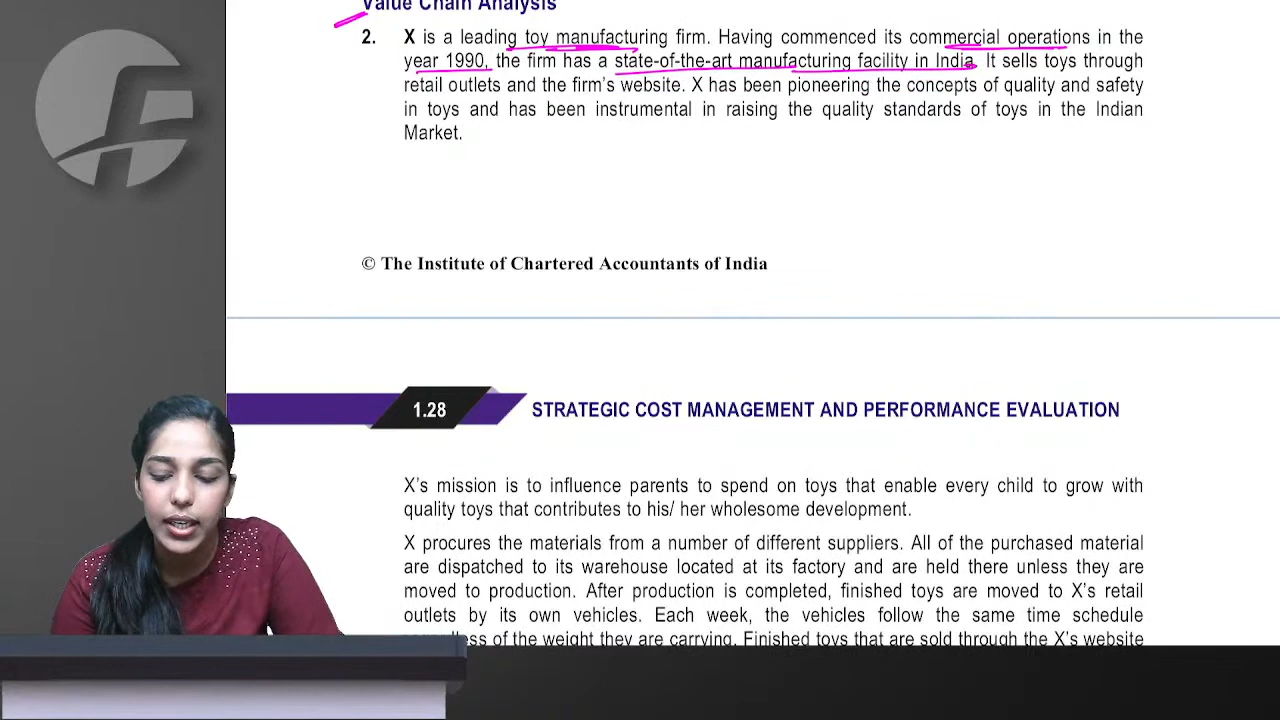 Value Chain Analysis
2. X is a leading toy manufacturing firm. Having commenced its commercial operations in the
year 1990, the firm has a state-of-the-art manufacturing facility in India. It sells toys through
retail outlets and the firm's website. X has been pioneering the concepts of quality and safety
in toys and has been instrumental in raising the quality standards of toys in the Indian
Market.
© The Institute of Chartered Accountants of India
1.28 STRATEGIC COST MANAGEMENT AND PERFORMANCE EVALUATION
X's mission is to influence parents to spend on toys that enable every child to grow with
quality toys that contributes to his/ her wholesome development.
X procures the materials from a number of different suppliers. All of the purchased material
are dispatched to its warehouse located at its factory and are held there unless they are
moved to production. After production is completed, finished toys are moved to X's retail
outlets by its own vehicles. Each week, the vehicles follow the same time schedule
of the weight they are carrying. Finished toys that are sold through the X's website